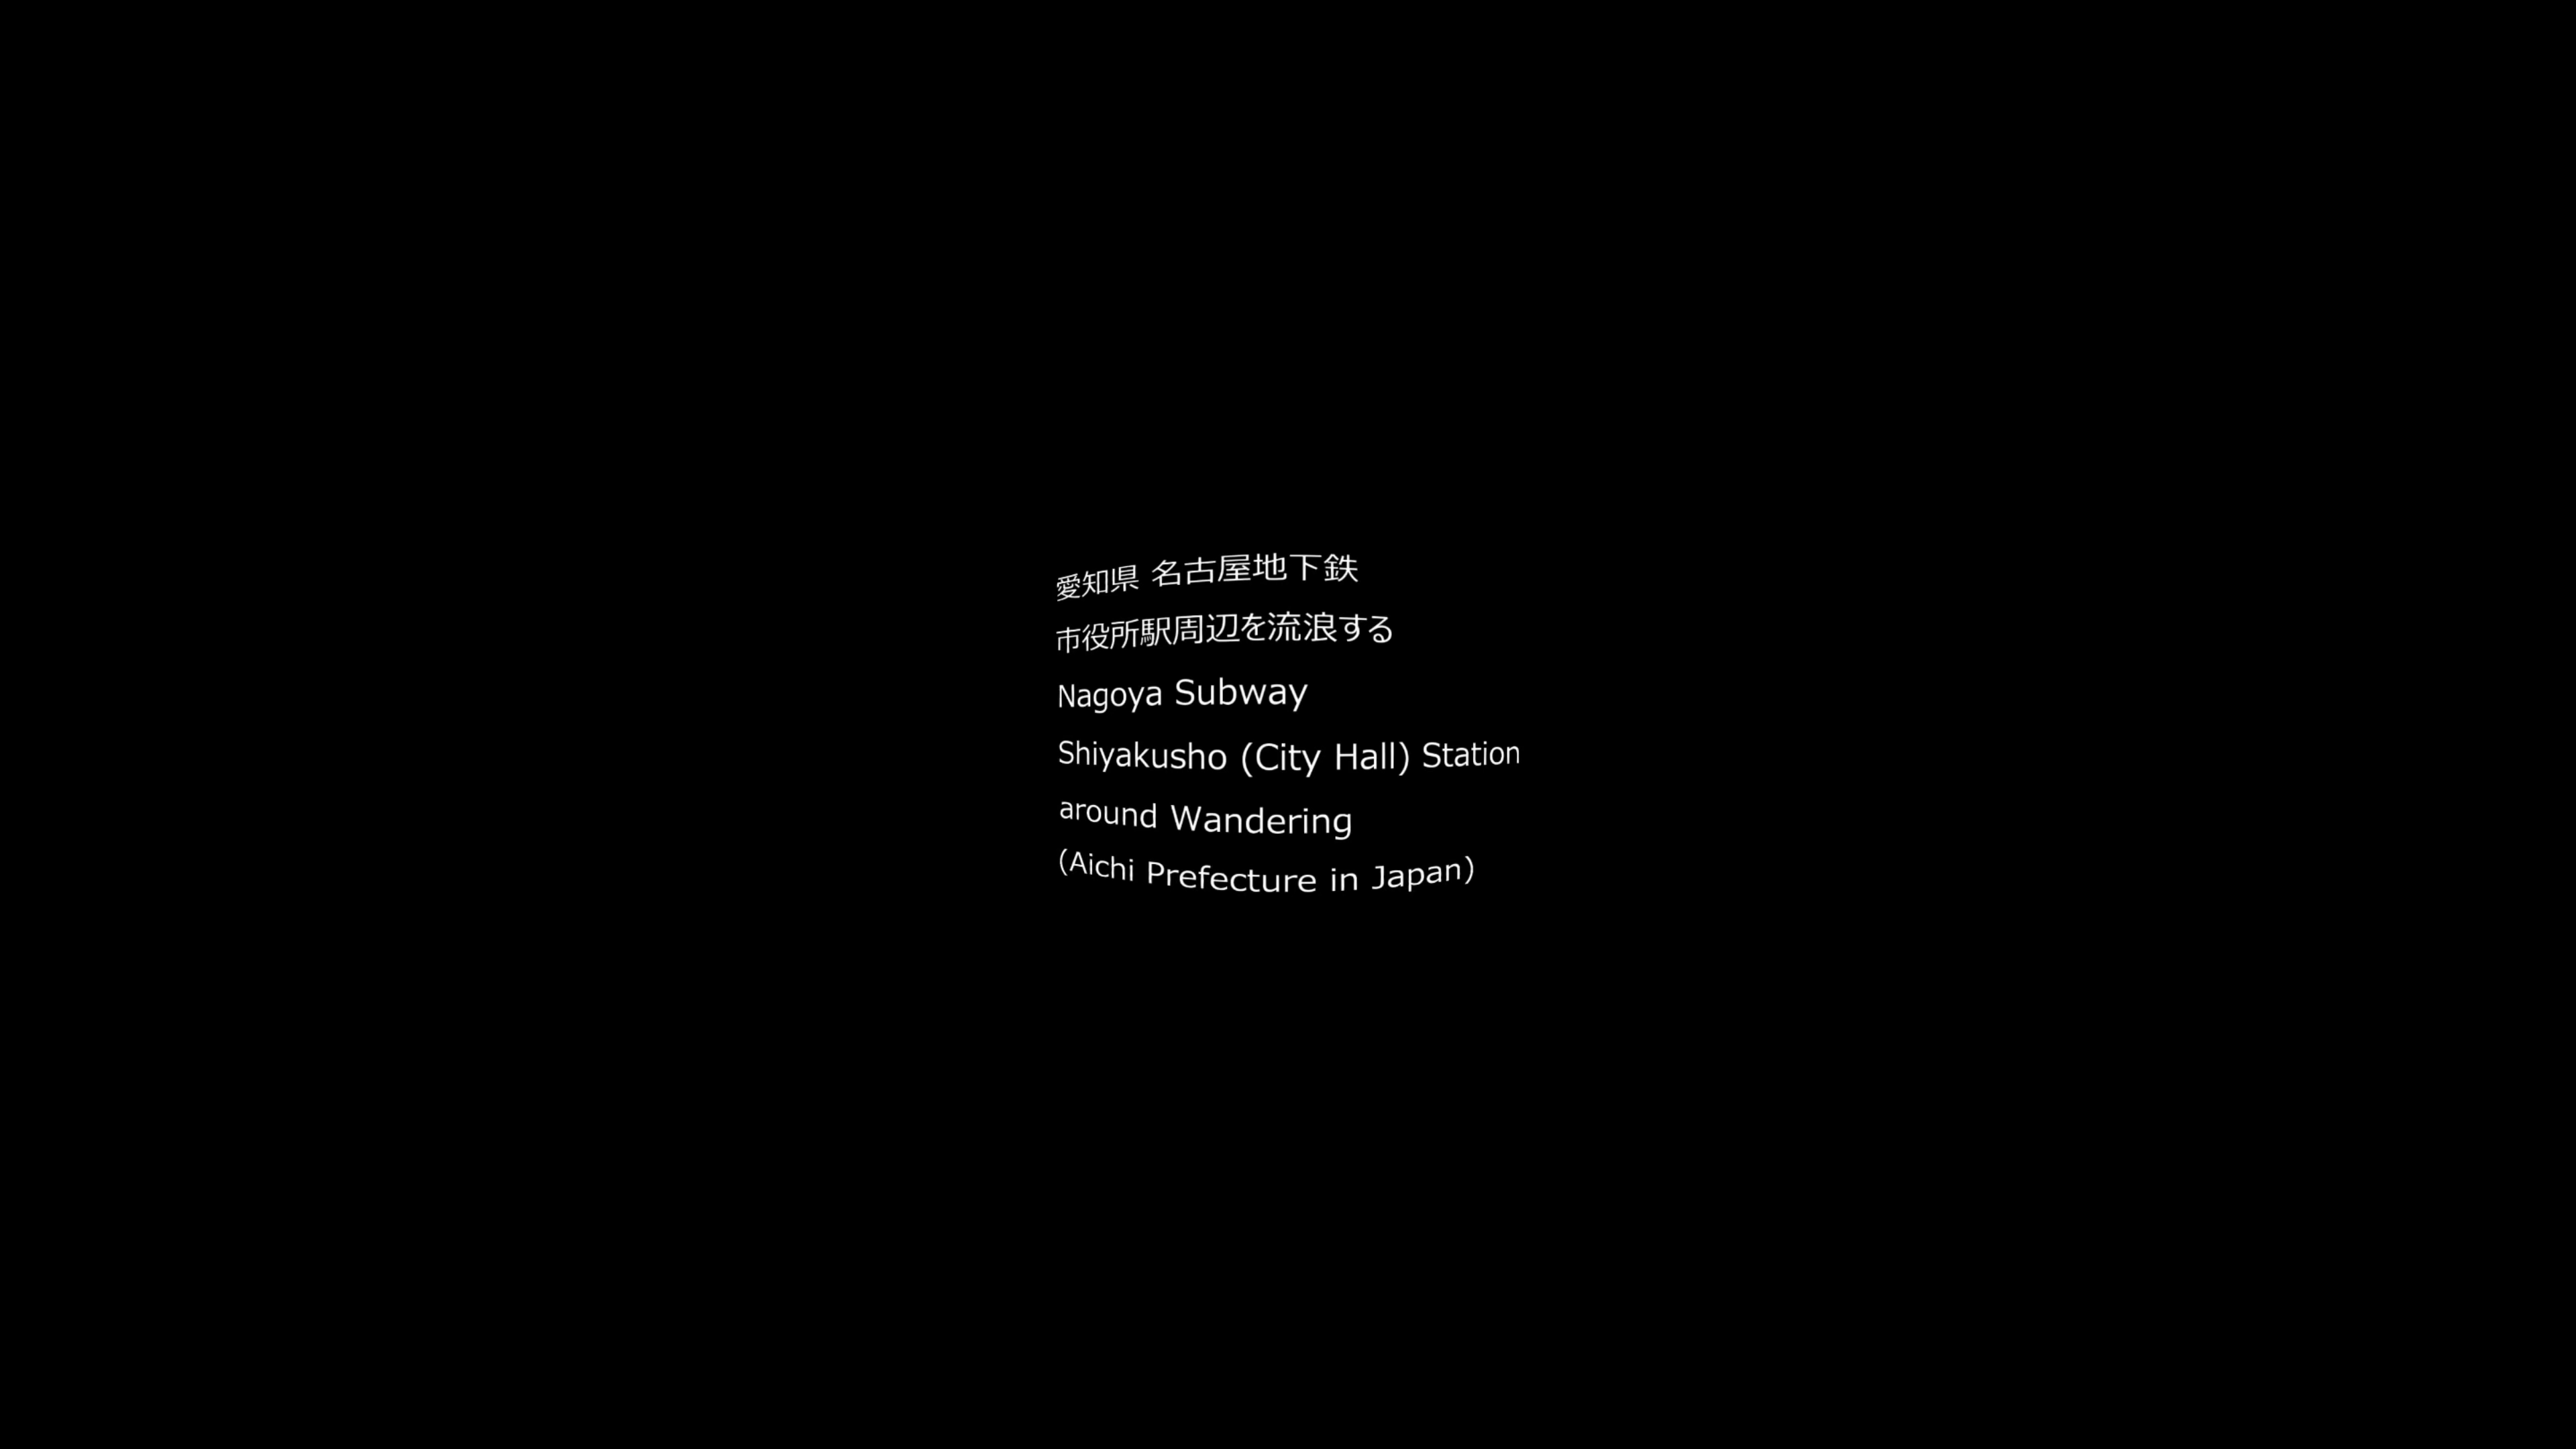 愛知県 名古屋地下鉄
市役所駅周辺を流浪する
Nagoya Subway
Shiyakusho (City Hall) Station
around Wandering
(Aichi Prefecture in Japan)